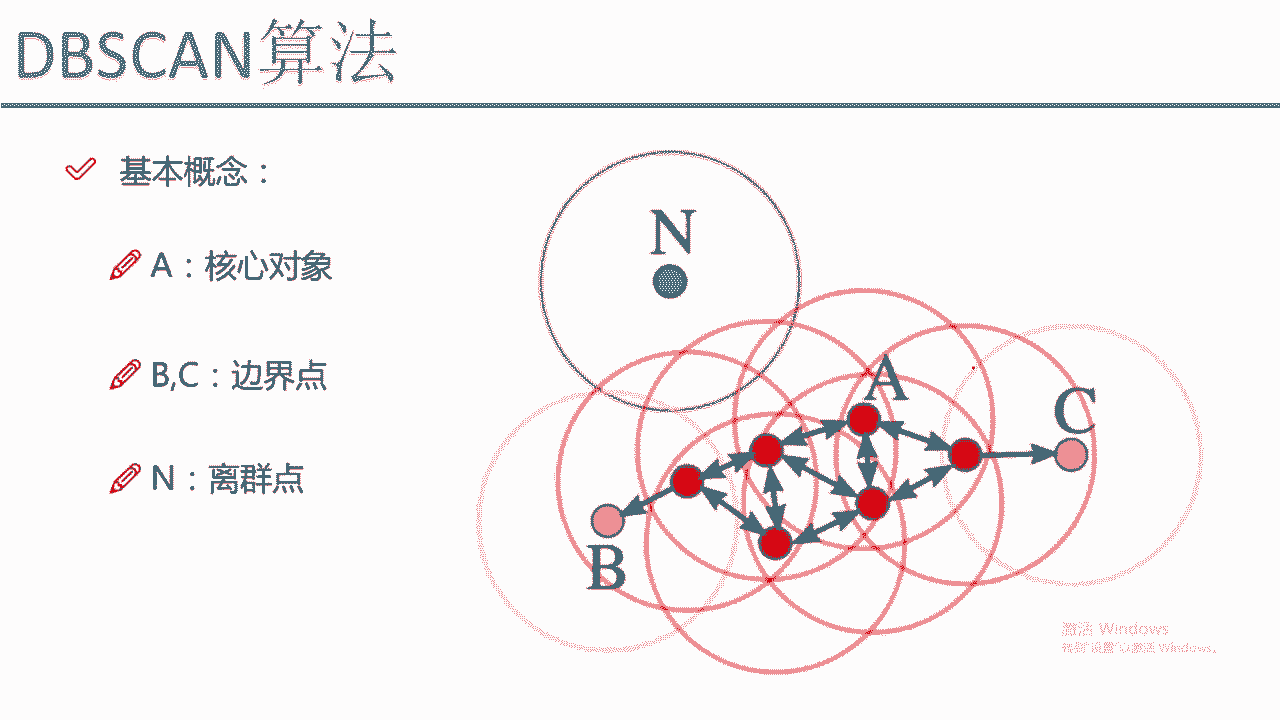 DBSCAN算法
基本概念：
A：核心对象
B,C：边界点
N：离群点
N
A
C
B
激活 Windows
转到"设置"以激活 Windows。